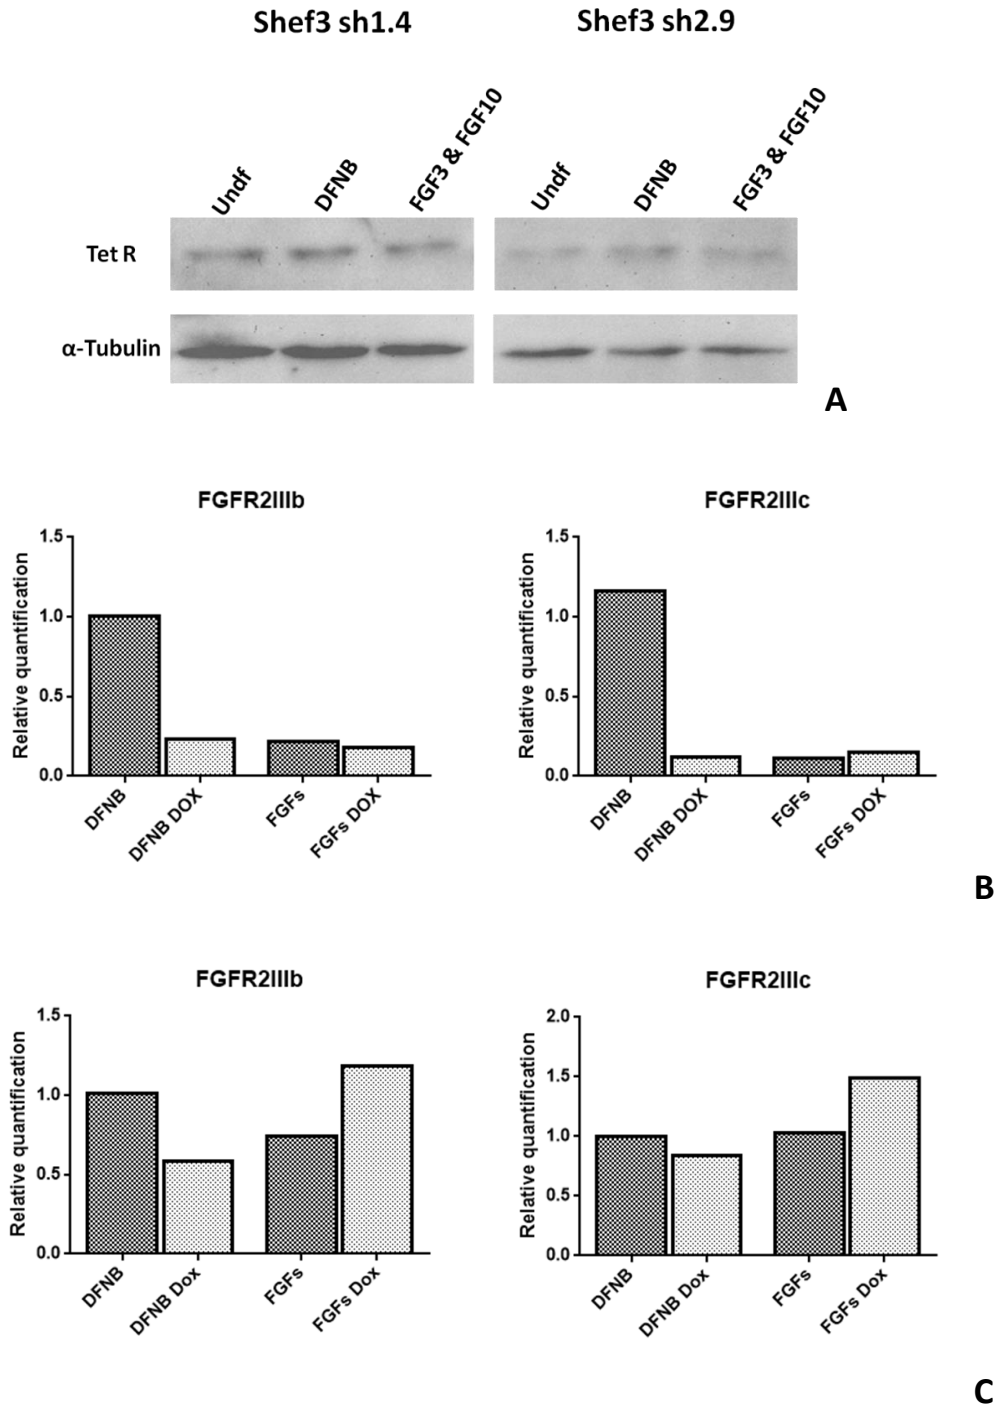 Shef3 sh1.4 Shef3 sh2.9
Undf DFNB FGF3 & FGF10 Undf DFNB FGF3 & FGF10
Tet R
α-Tubulin
A
FGFR2IIIb
Relative quantification
1.5
1.0
0.5
0.0
DFNB DFNB DOX FGFs FGFs DOX
FGFR2IIIc
Relative quantification
1.5
1.0
0.5
0.0
DFNB DFNB DOX FGFs FGFs DOX
B
FGFR2IIIb
Relative quantification
1.5
1.0
0.5
0.0
DFNB DFNB Dox FGFs FGFs Dox
FGFR2IIIc
Relative quantification
2.0
1.5
1.0
0.5
0.0
DFNB DFNB Dox FGFs FGFs Dox
C